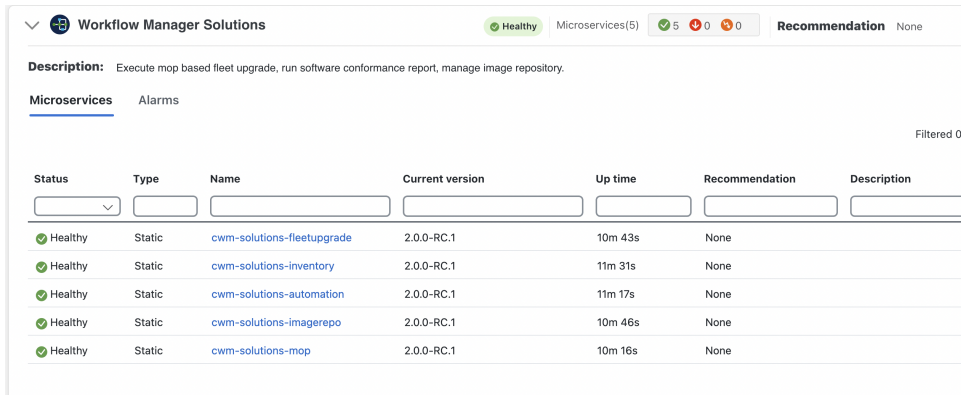 Workflow Manager Solutions Healthy Microservices(5) 5 0 0 Recommendation None
Description: Execute mop based fleet upgrade, run software conformance report, manage image repository.
Microservices Alarms
Filtered 0
Status Type Name Current version Up time Recommendation Description
Healthy Static cwm-solutions-fleetupgrade 2.0.0-RC.1 10m 43s None
Healthy Static cwm-solutions-inventory 2.0.0-RC.1 11m 31s None
Healthy Static cwm-solutions-automation 2.0.0-RC.1 11m 17s None
Healthy Static cwm-solutions-imagerepo 2.0.0-RC.1 10m 46s None
Healthy Static cwm-solutions-mop 2.0.0-RC.1 10m 16s None